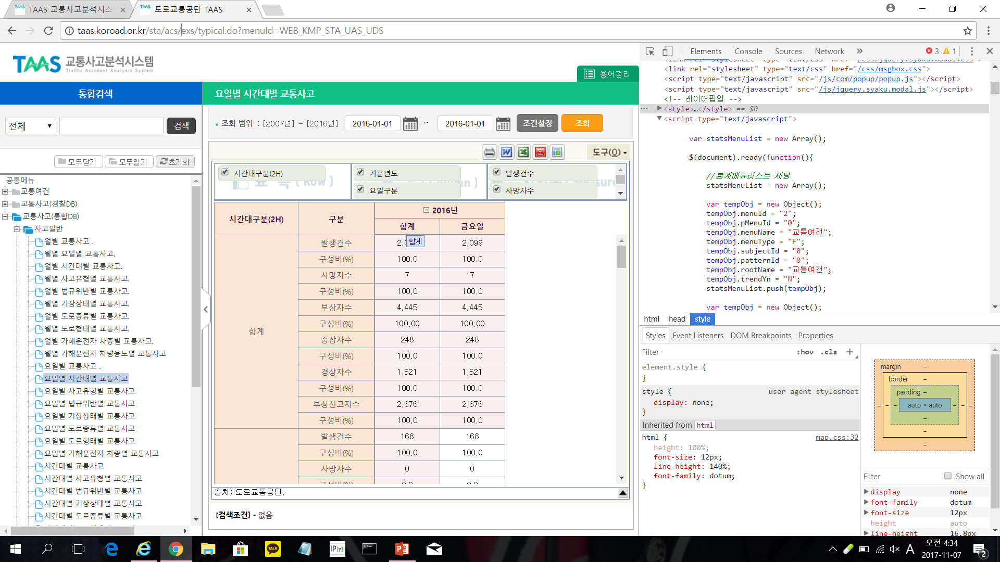 TAAS 교통사고분석시스
도로교통공단 TAAS
taas.koroad.or.kr/sta/acs/exs/typical.do?menuId=WEB_KMP_STA_UAS_UDS
TAAS 교통사고분석시스템
Traffic Accident Analysis System
용어정리
통합검색
요일별 시간대별 교통사고
전체
검색
조회 범위 : [2007년] - [2016년]
2016-01-01
~
2016-01-01
조건설정
조회
모두닫기
모두열기
초기화
도구(O)
시간대구분(2H)
기준년도
요일구분
발생건수
사망자수
공통메뉴
교통여건
교통사고(경찰DB)
교통사고(통합DB)
사고일반
월별 교통사고 .
월별 요일별 교통사고.
월별 시간대별 교통사고.
월별 사고유형별 교통사고.
월별 법규위반별 교통사고.
월별 기상상태별 교통사고.
월별 도로종류별 교통사고.
월별 도로형태별 교통사고.
월별 가해운전자 차종별 교통사고.
월별 가해운전자 차량용도별 교통사고
요일별 교통사고 .
요일별 시간대별 교통사고
요일별 사고유형별 교통사고
요일별 법규위반별 교통사고
요일별 기상상태별 교통사고
요일별 도로종류별 교통사고
요일별 도로형태별 교통사고
요일별 가해운전자 차종별 교통사고
시간대별 교통사고
시간대별 사고유형별 교통사고
시간대별 법규위반별 교통사고
시간대별 기상상태별 교통사고
시간대별 도로종류별 교통사고
시간대구분(2H) 구분 2016년
합계 금요일
합계
합계
발생건수 2,0 2,099
구성비(%) 100.0 100.0
사망자수 7 7
구성비(%) 100.0 100.0
부상자수 4,445 4,445
구성비(%) 100.00 100.00
중상자수 248 248
구성비(%) 100.0 100.0
경상자수 1,521 1,521
구성비(%) 100.0 100.0
부상신고자수 2,676 2,676
구성비(%) 100.0 100.0
발생건수 168 168
구성비(%) 100.0 100.0
사망자수 0 0
출처) 도로교통공단.
[검색조건] - 없음
Elements Console Sources Network » 3 1
<link rel="stylesheet" type="text/css" href="/css/msgbox.css">
<script type="text/javascript" src="/js/com/popup/popup.js"></script>
<script type="text/javascript" src="/js/jquery.syaku.modal.js"></script>
<!-- 레이어팝업 -->
<style>…</style> == $0
<script type="text/javascript">
var statsMenuList = new Array();
$(document).ready(function(){
//통계메뉴리스트 세팅
statsMenuList = new Array();
var tempObj = new Object();
tempObj.menuId = "2";
tempObj.pMenuId = "0";
tempObj.menuName = "교통여건";
tempObj.menuType = "F";
tempObj.subjectId = "0";
tempObj.patternId = "0";
tempObj.rootName = "교통여건";
tempObj.trendYn = "N";
statsMenuList.push(tempObj);
var tempObj = new Object();
html head style
Styles Event Listeners DOM Breakpoints Properties
Filter :hov .cls +
element.style {
}
style { user agent stylesheet
display: none;
}
Inherited from html
html { map.css:32
height: 100%;
font-size: 12px;
line-height: 140%;
font-family: dotum;
}
margin –
border –
padding –
auto × auto
Filter Show all
display none
font-family dotum
font-size 12px
height auto
line-height 16.8px
TALK
IP[y]:
A
오전 4:34
2017-11-07
2